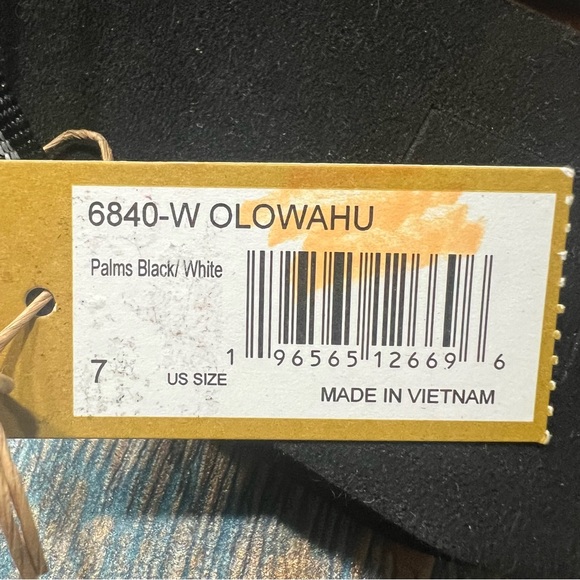 6840-W OLOWAHU
Palms Black/ White
1 96565 12669 6
7 US SIZE
MADE IN VIETNAM